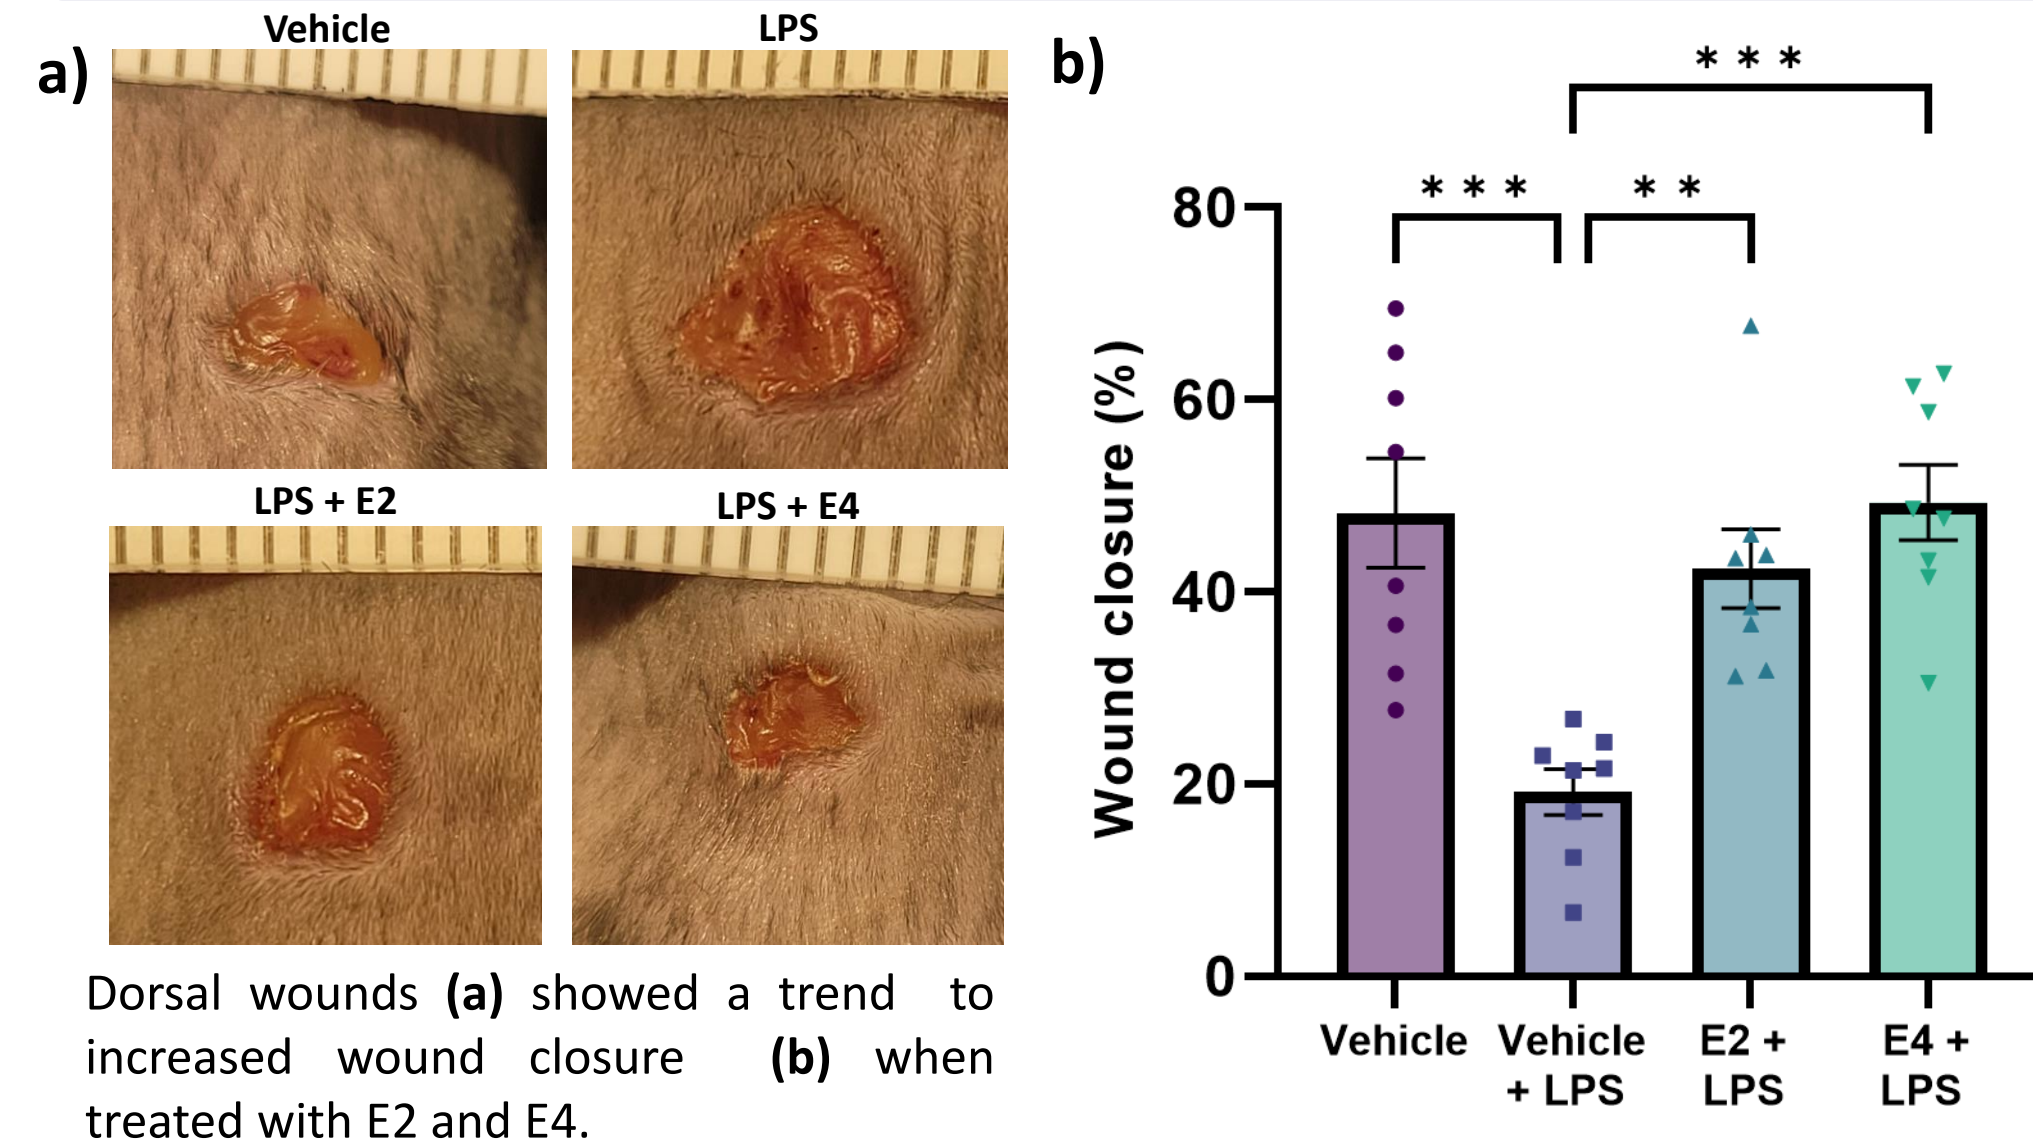 a)
Vehicle
LPS
LPS + E2
LPS + E4
Dorsal wounds (a) showed a trend to
increased wound closure (b) when
treated with E2 and E4.
b)
* * *
* * *
* *
Wound closure (%)
80
60
40
20
0
Vehicle
Vehicle
+ LPS
E2 +
LPS
E4 +
LPS